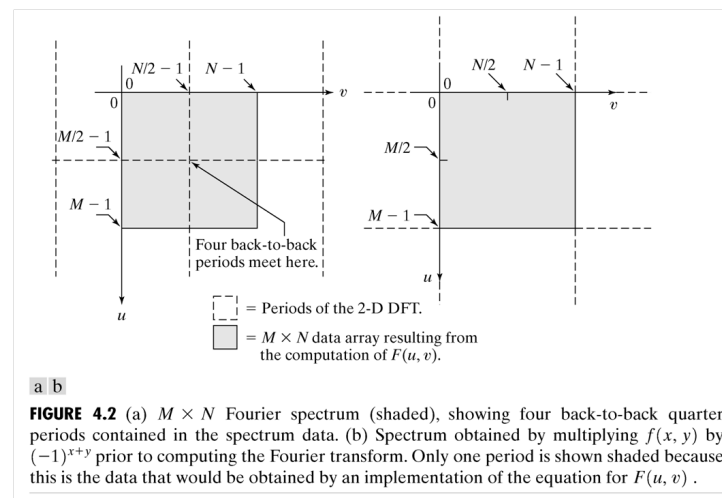 N/2 − 1 N − 1
0
0
v
M/2 − 1
M − 1
Four back-to-back
periods meet here.
u
N/2 N − 1
0
0
v
M/2
M − 1
u
= Periods of the 2-D DFT.
= M × N data array resulting from
the computation of F(u, v).
a b
FIGURE 4.2 (a) M × N Fourier spectrum (shaded), showing four back-to-back quarter
periods contained in the spectrum data. (b) Spectrum obtained by multiplying f(x, y) by
(−1)ˣ⁺ʸ prior to computing the Fourier transform. Only one period is shown shaded because
this is the data that would be obtained by an implementation of the equation for F(u, v) .